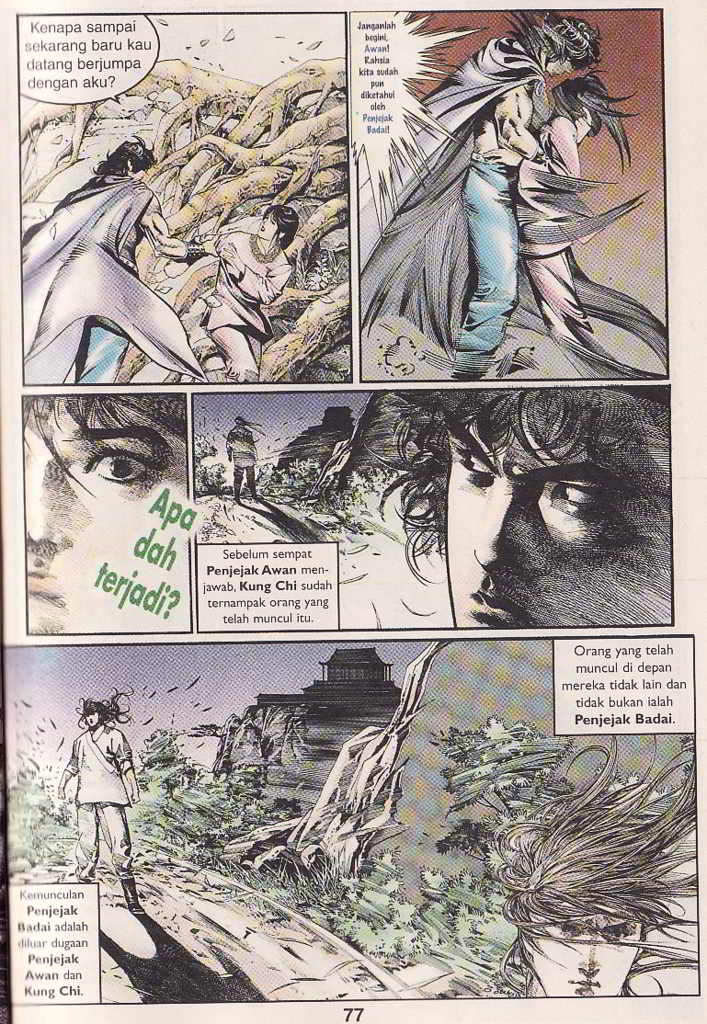 Kenapa sampai
sekarang baru kau
datang berjumpa
dengan aku?
Janganlah
begini,
Awan!
Rahsia
kita sudah
pun
diketahui
oleh
Penjejak
Badai!
Apa
dah
terjadi?
Sebelum sempat
Penjejak Awan men-
jawab, Kung Chi sudah
ternampak orang yang
telah muncul itu.
Orang yang telah
muncul di depan
mereka tidak lain dan
tidak bukan ialah
Penjejak Badai.
Kemunculan
Penjejak
Badai adalah
diluar dugaan
Penjejak
Awan dan
Kung Chi.
77